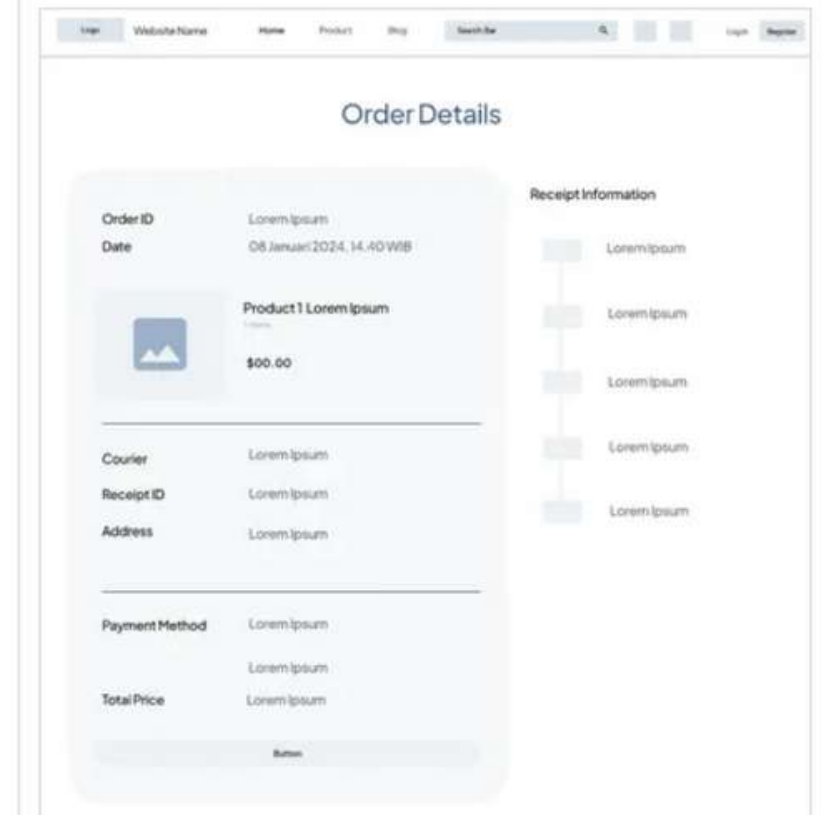 Logo Website Name Home Product Blog Search Bar Login Register
Order Details
Order ID Lorem Ipsum
Date 08 Januari 2024, 14.40 WIB
Product 1 Lorem Ipsum
$00.00
Courier Lorem Ipsum
Receipt ID Lorem Ipsum
Address Lorem Ipsum
Payment Method Lorem Ipsum
Lorem Ipsum
Total Price Lorem Ipsum
Button
Receipt Information
Lorem Ipsum
Lorem Ipsum
Lorem Ipsum
Lorem Ipsum
Lorem Ipsum